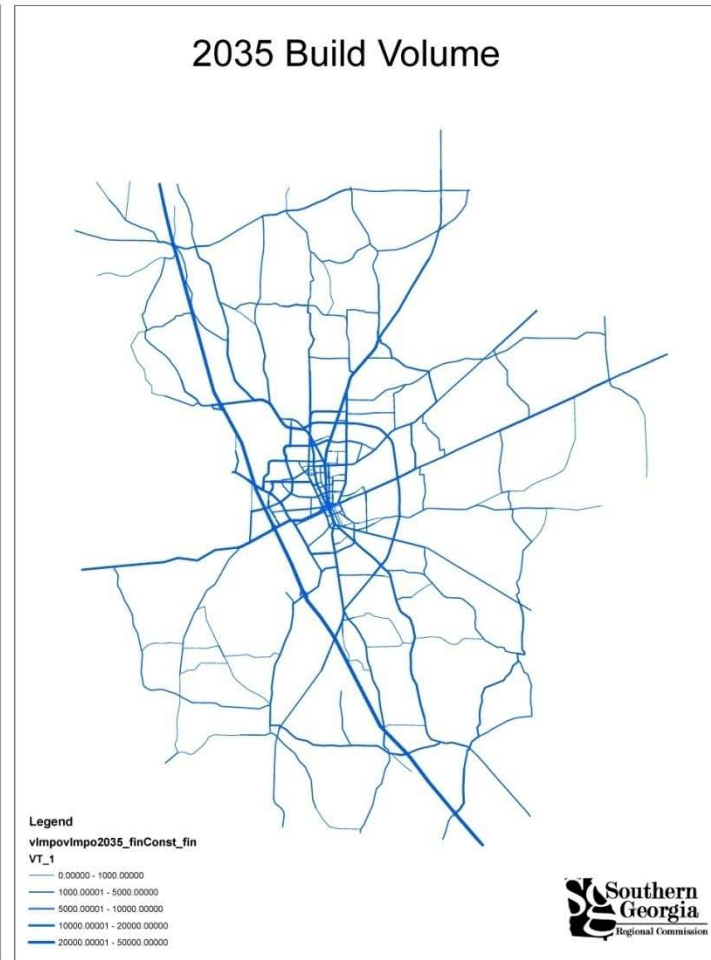 2035 Build Volume
Legend
vlmpovlmpo2035_finConst_fin
VT_1
0.00000 - 1000.00000
1000.00001 - 5000.00000
5000.00001 - 10000.00000
10000.00001 - 20000.00000
20000.00001 - 50000.00000
Southern
Georgia
Regional Commission